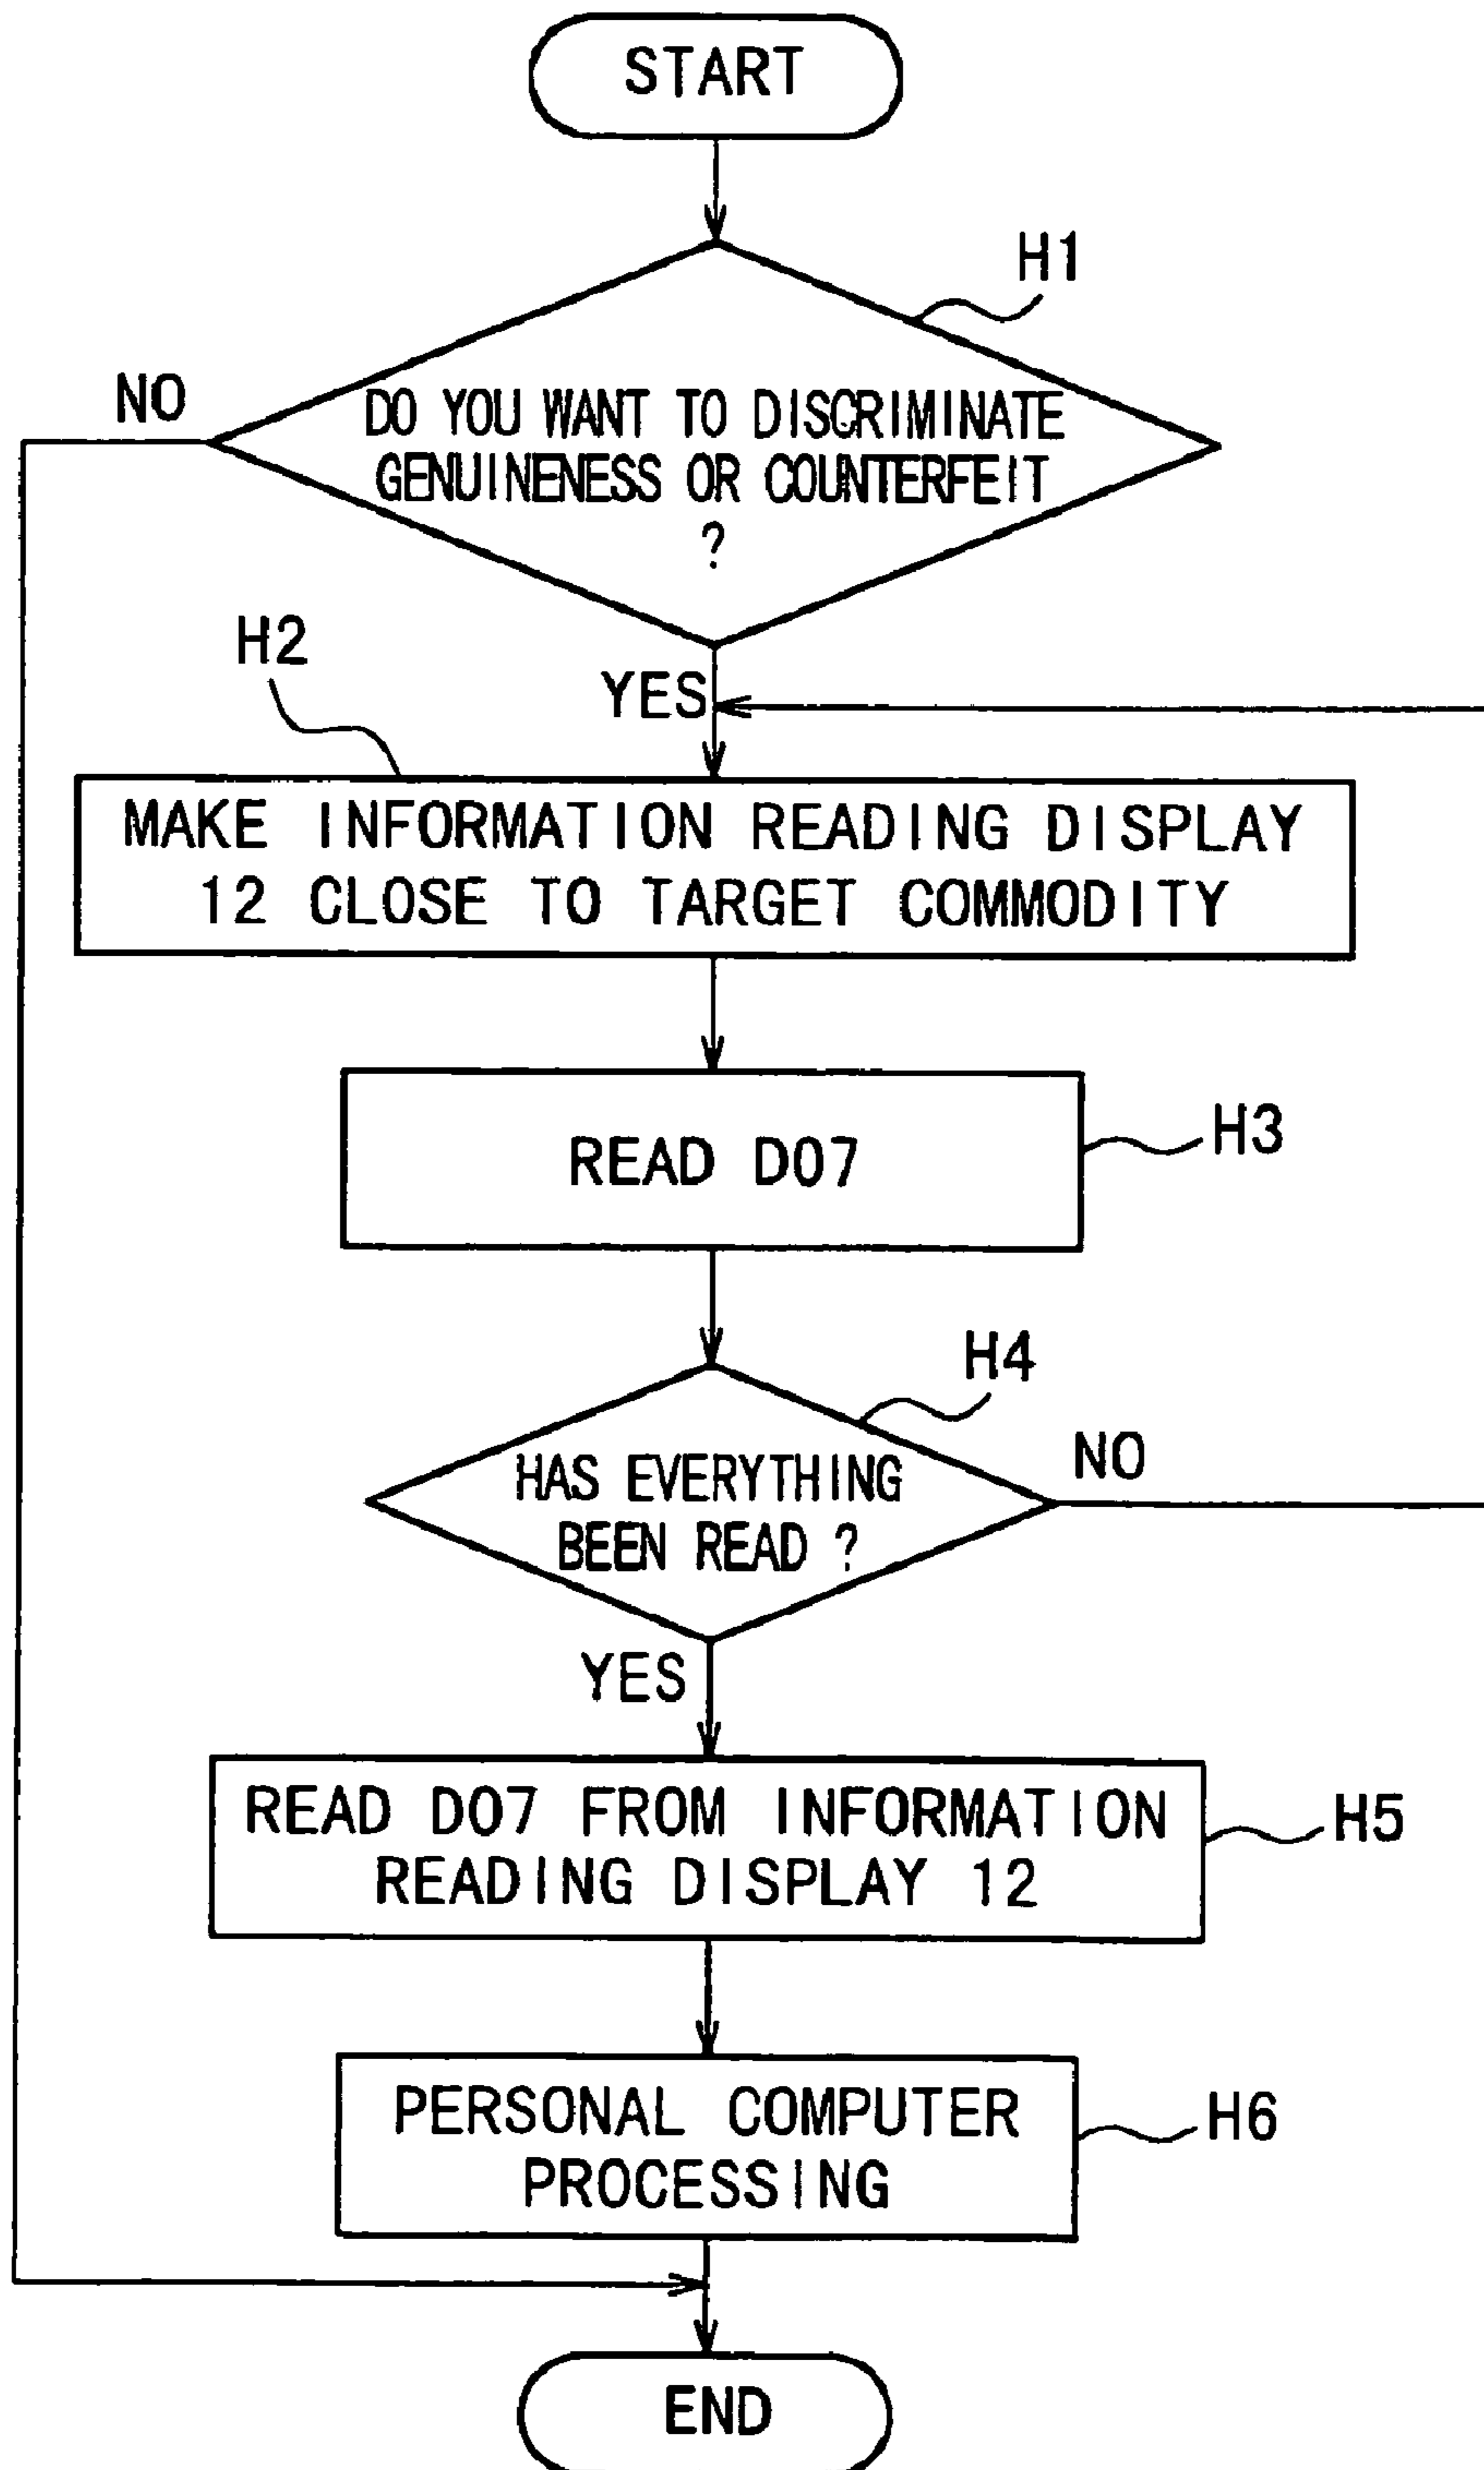 START
H1
NO
DO YOU WANT TO DISCRIMINATE
GENUINENESS OR COUNTERFEIT
?
H2
YES
MAKE INFORMATION READING DISPLAY
12 CLOSE TO TARGET COMMODITY
READ D07
H3
H4
NO
HAS EVERYTHING
BEEN READ ?
YES
READ D07 FROM INFORMATION
READING DISPLAY 12
H5
PERSONAL COMPUTER
PROCESSING
H6
END